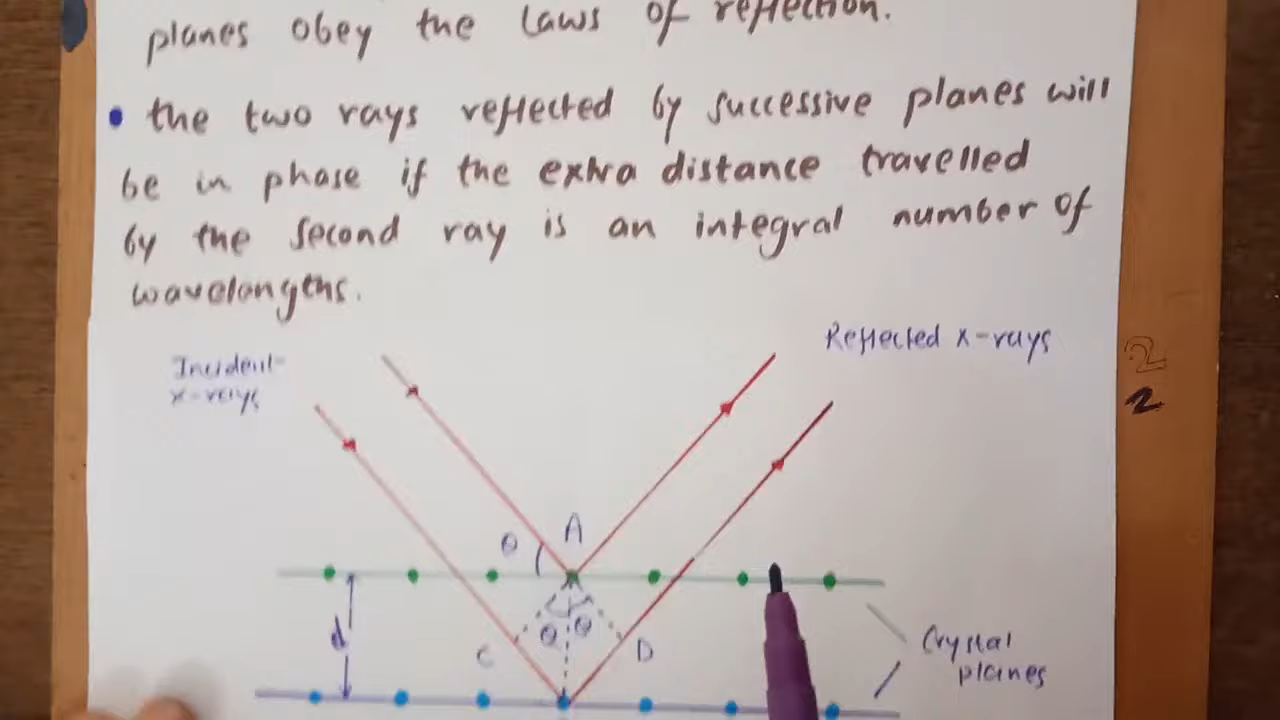 planes obey the laws of reflection.
• the two rays reflected by successive planes will
be in phase if the extra distance travelled
by the second ray is an integral number of
wavelengths.
Incident
x-rays
Reflected x-rays
2
2
θ
A
d
θ θ
C
D
Crystal
planes